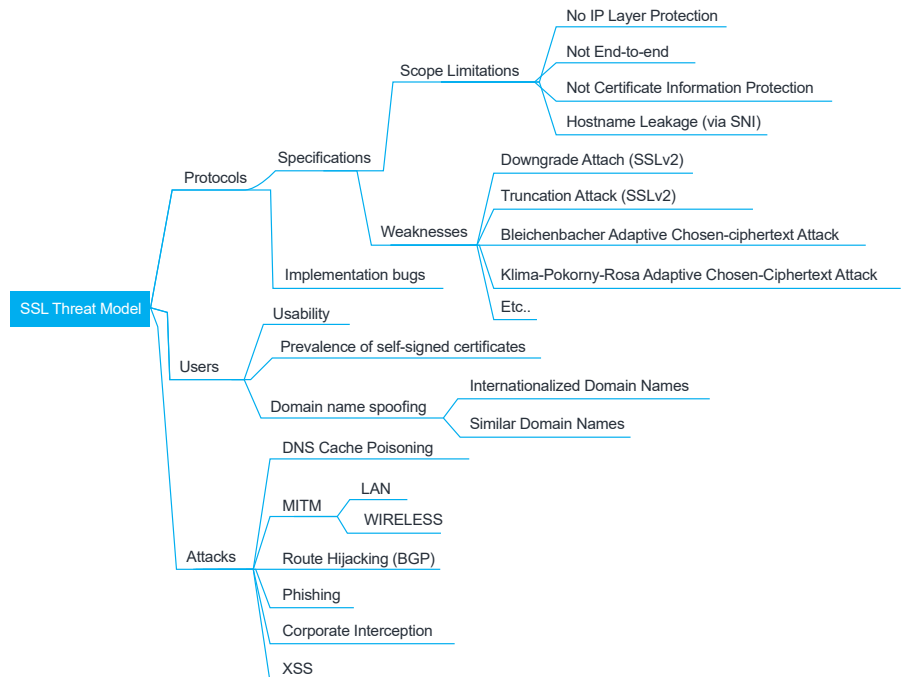 No IP Layer Protection
Not End-to-end
Scope Limitations
Not Certificate Information Protection
Hostname Leakage (via SNI)
Specifications
Downgrade Attach (SSLv2)
Protocols
Truncation Attack (SSLv2)
Weaknesses
Bleichenbacher Adaptive Chosen-ciphertext Attack
Implementation bugs
Klima-Pokorny-Rosa Adaptive Chosen-Ciphertext Attack
SSL Threat Model
Etc..
Usability
Prevalence of self-signed certificates
Users
Internationalized Domain Names
Domain name spoofing
Similar Domain Names
DNS Cache Poisoning
LAN
MITM
WIRELESS
Attacks
Route Hijacking (BGP)
Phishing
Corporate Interception
XSS